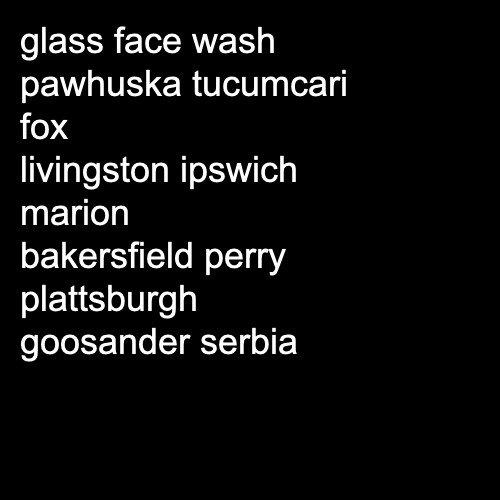 glass face wash
pawhuska tucumcari
fox
livingston ipswich
marion
bakersfield perry
plattsburgh
goosander serbia